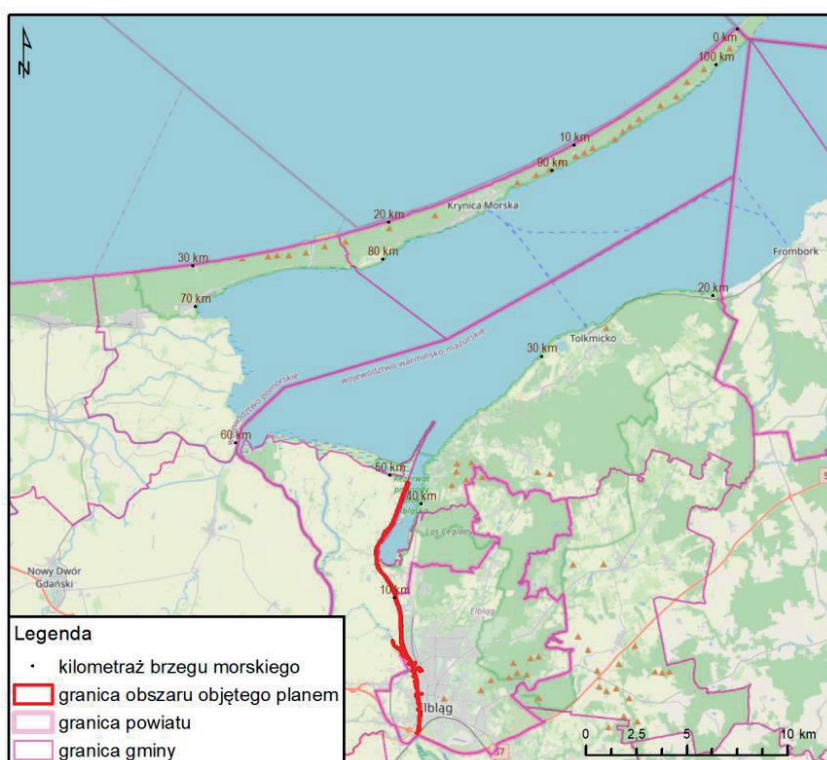 N
0 km
100 km
10 km
90 km
Krynica Morska
20 km
80 km
30 km
70 km
Frombork
20 km
Tolkmicko
30 km
województwo warmińsko-mazurskie
60 km
50 km
40 km
Las Ceglany
Nowy Dwór
Gdański
10 km
Elbląg
Elbląg
S7
Legenda
kilometraż brzegu morskiego
granica obszaru objętego planem
granica powiatu
granica gminy
0 2,5 5 10 km